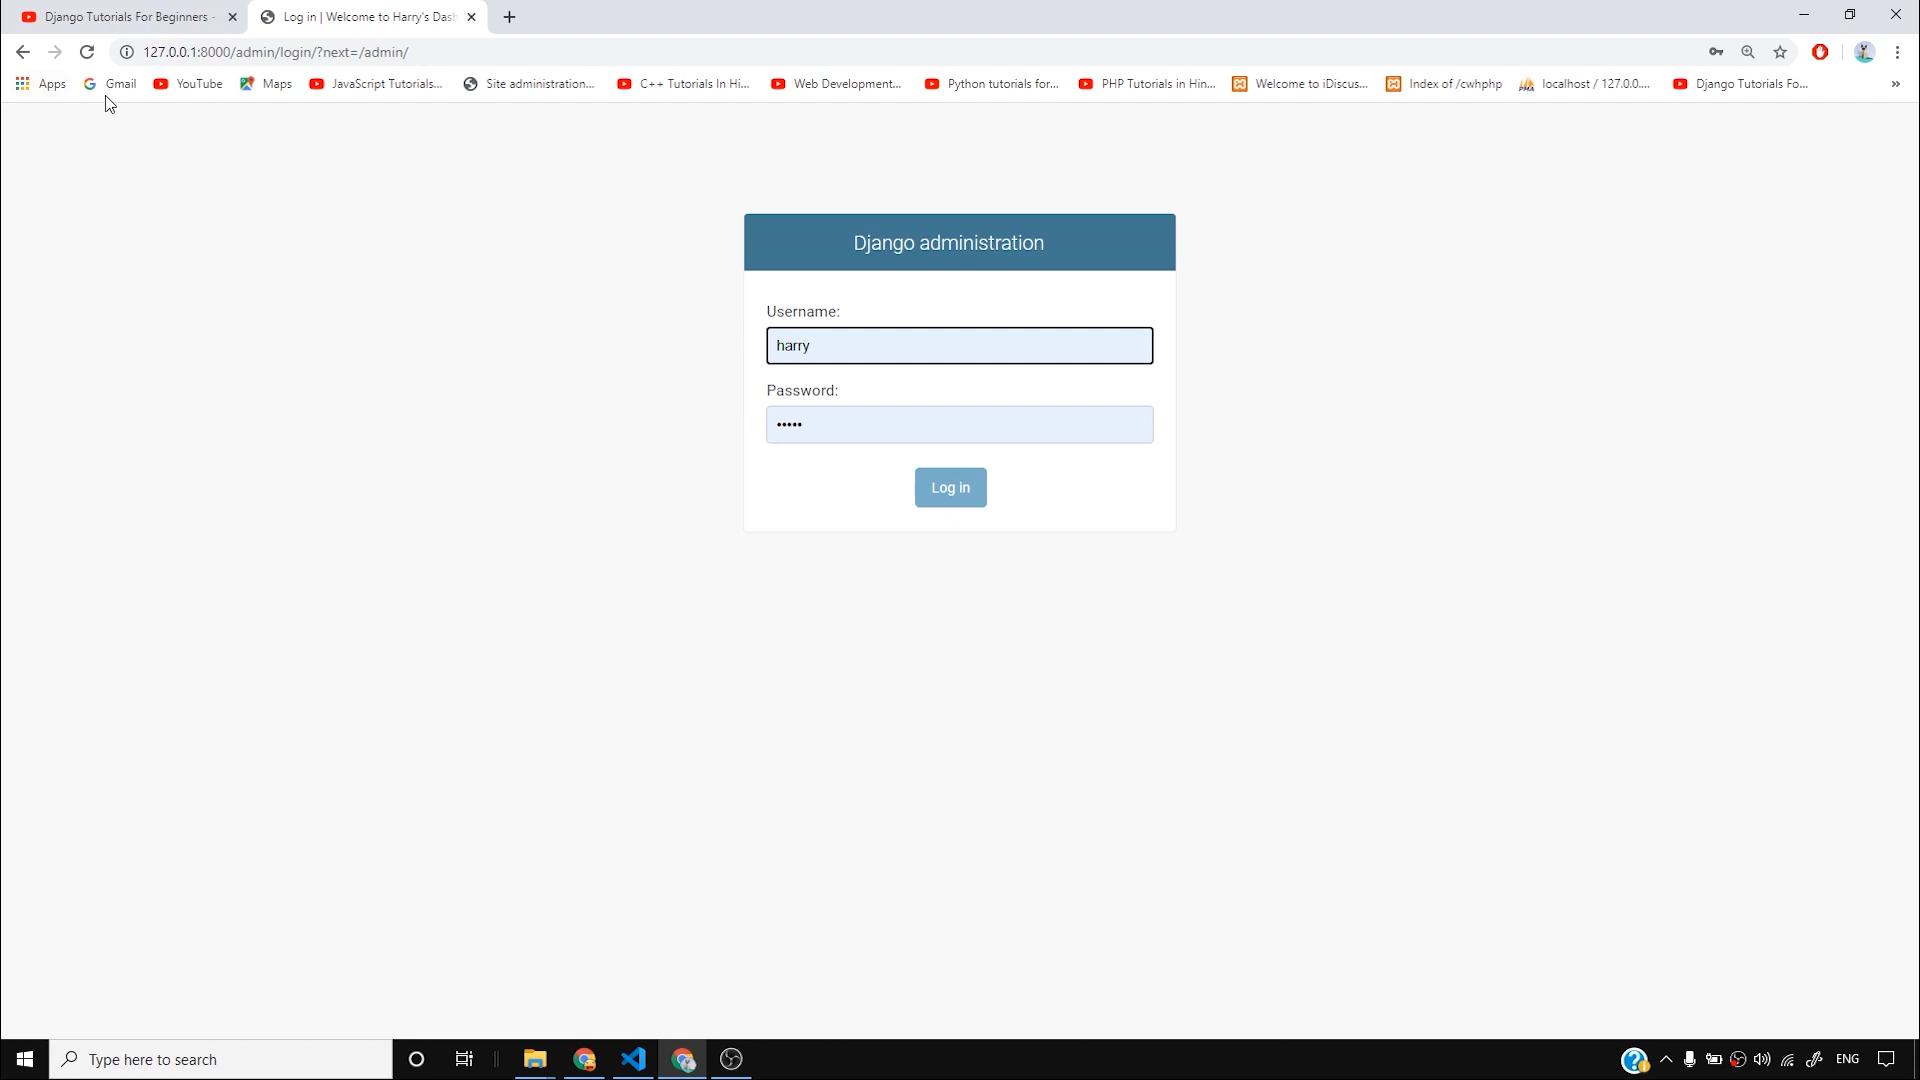 Django Tutorials For Beginners -
Log in | Welcome to Harry's Dash
127.0.0.1:8000/admin/login/?next=/admin/
Apps
Gmail
YouTube
Maps
JavaScript Tutorials...
Site administration...
C++ Tutorials In Hi...
Web Development...
Python tutorials for...
PHP Tutorials in Hin...
Welcome to iDiscus...
Index of /cwhphp
localhost / 127.0.0....
Django Tutorials Fo...
»
Django administration
Username:
harry
Password:
•••••
Log in
Type here to search
ENG